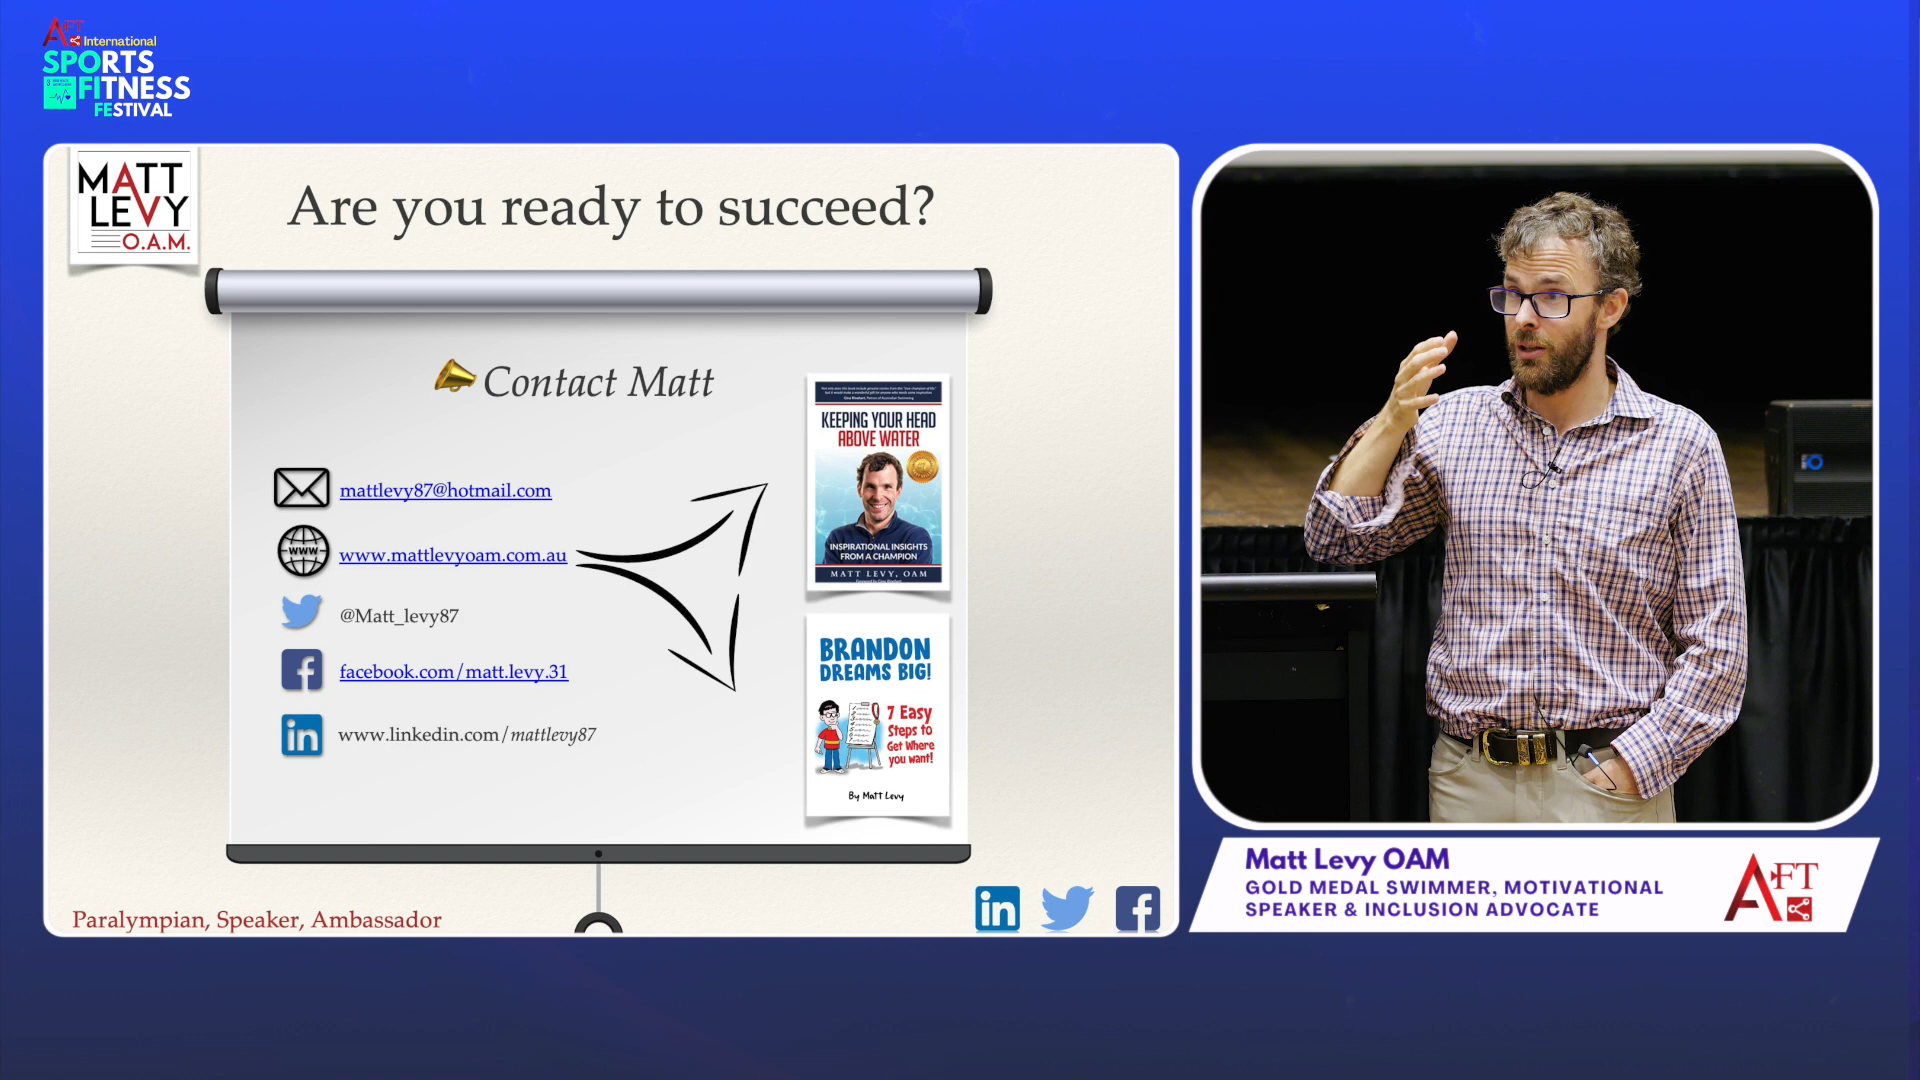 AFT International
SPORTS
FITNESS
FESTIVAL
MATT
LEVY
O.A.M.
Are you ready to succeed?
Contact Matt
mattlevy87@hotmail.com
www.mattlevyoam.com.au
@Matt_levy87
facebook.com/matt.levy.31
www.linkedin.com/mattlevy87
KEEPING YOUR HEAD
ABOVE WATER
INSPIRATIONAL INSIGHTS
FROM A CHAMPION
MATT LEVY, OAM
BRANDON
DREAMS BIG!
7 Easy
Steps to
Get Where
you want!
By Matt Levy
Paralympian, Speaker, Ambassador
Matt Levy OAM
GOLD MEDAL SWIMMER, MOTIVATIONAL
SPEAKER & INCLUSION ADVOCATE
AFT